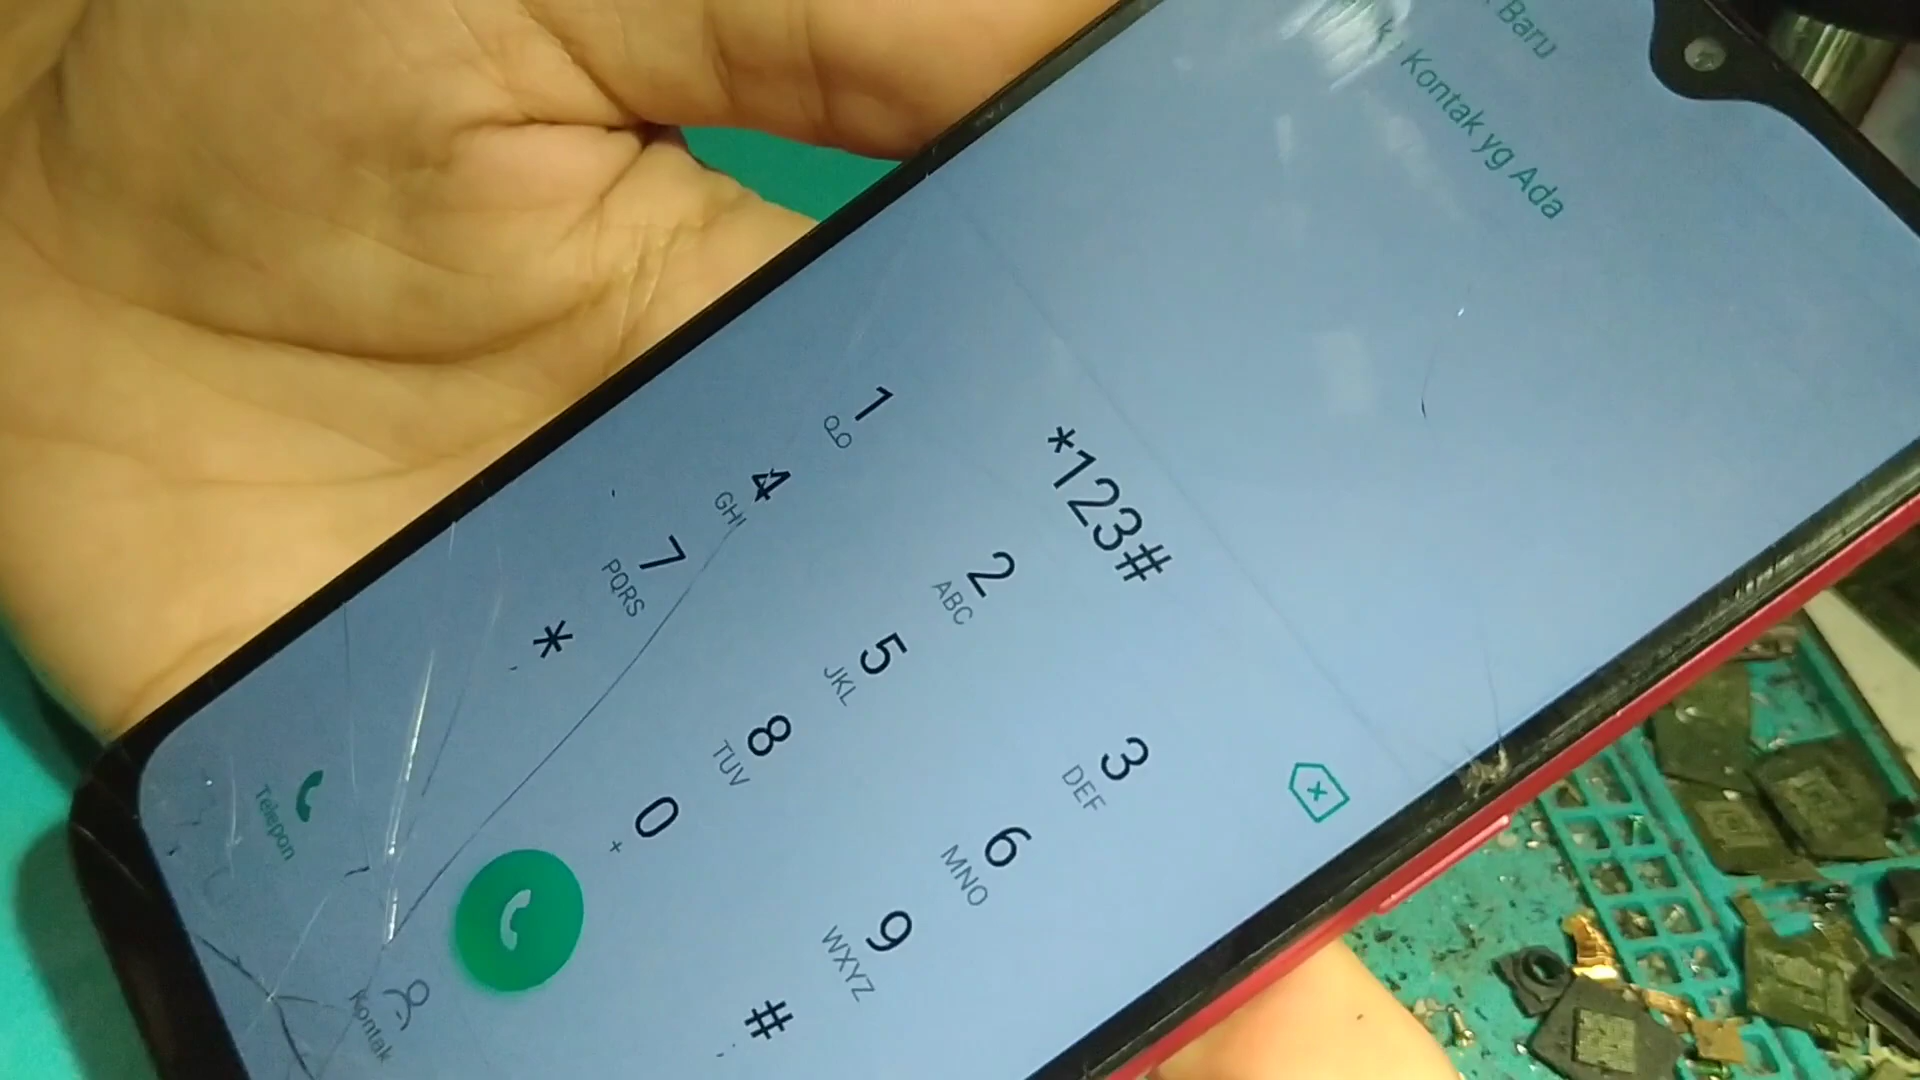 Baru
Kontak yg Ada
*123#
1
2
ABC
3
DEF
4
GHI
5
JKL
6
MNO
7
PQRS
8
TUV
9
WXYZ
*
0
+
#
Telepon
Kontak